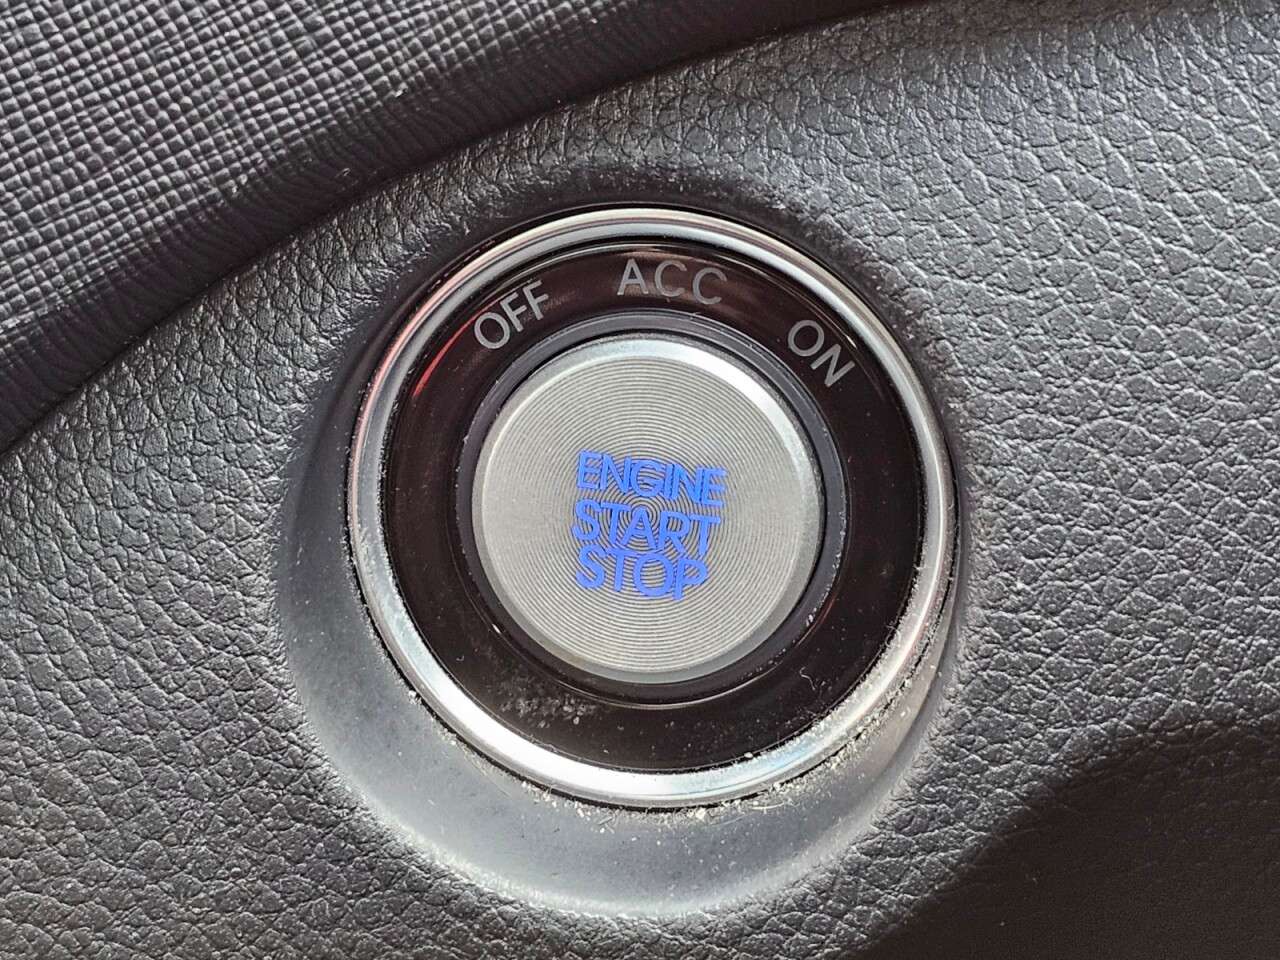 OFF ACC ON
ENGINE
START
STOP